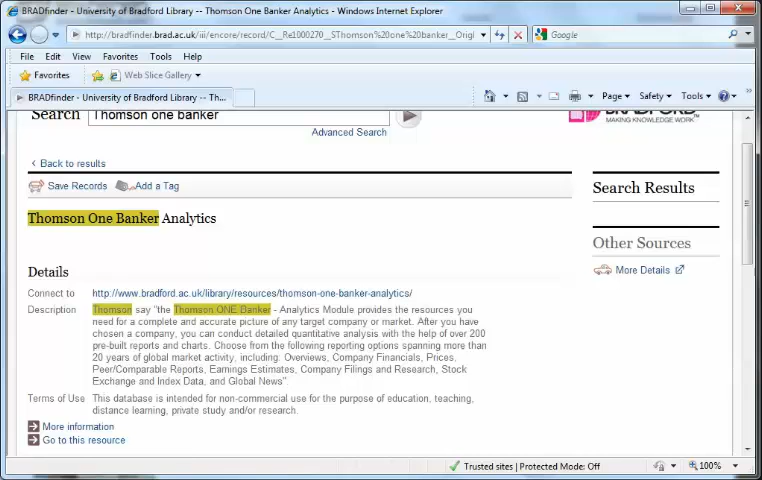 BRADfinder - University of Bradford Library -- Thomson One Banker Analytics - Windows Internet Explorer
http://bradfinder.brad.ac.uk/iii/encore/record/C__Re1000270__SThomson%20one%20banker__Origl
Google
File Edit View Favorites Tools Help
Favorites Web Slice Gallery
BRADfinder - University of Bradford Library -- Th...
Page Safety Tools
Search Thomson one banker
BRADFORD
MAKING KNOWLEDGE WORK™
Advanced Search
‹ Back to results
Save Records Add a Tag
Search Results
Thomson One Banker Analytics
Other Sources
More Details
Details
Connect to http://www.bradford.ac.uk/library/resources/thomson-one-banker-analytics/
Description Thomson say "the Thomson ONE Banker - Analytics Module provides the resources you
need for a complete and accurate picture of any target company or market. After you have
chosen a company, you can conduct detailed quantitative analysis with the help of over 200
pre-built reports and charts. Choose from the following reporting options spanning more than
20 years of global market activity, including: Overviews, Company Financials, Prices,
Peer/Comparable Reports, Earnings Estimates, Company Filings and Research, Stock
Exchange and Index Data, and Global News".
Terms of Use This database is intended for non-commercial use for the purpose of education, teaching,
distance learning, private study and/or research.
More information
Go to this resource
Trusted sites | Protected Mode: Off
100%